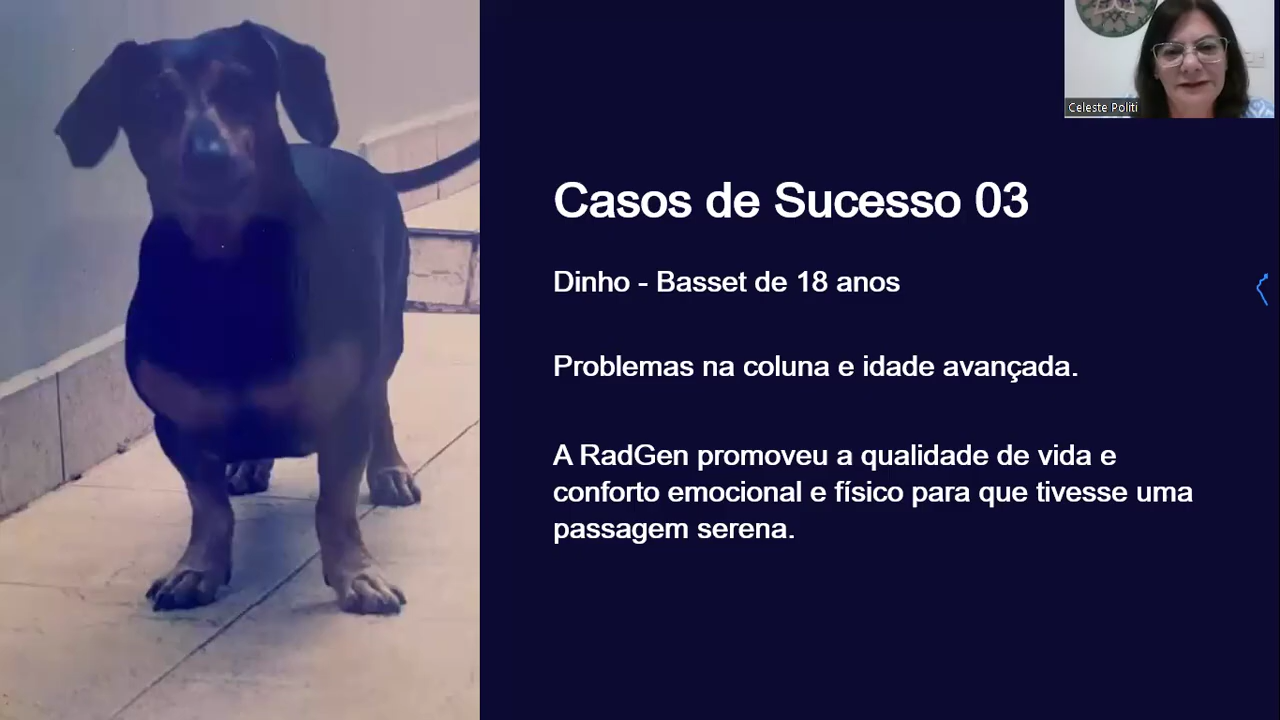 Celeste Politi
Casos de Sucesso 03
Dinho - Basset de 18 anos
Problemas na coluna e idade avançada.
A RadGen promoveu a qualidade de vida e
conforto emocional e físico para que tivesse uma
passagem serena.